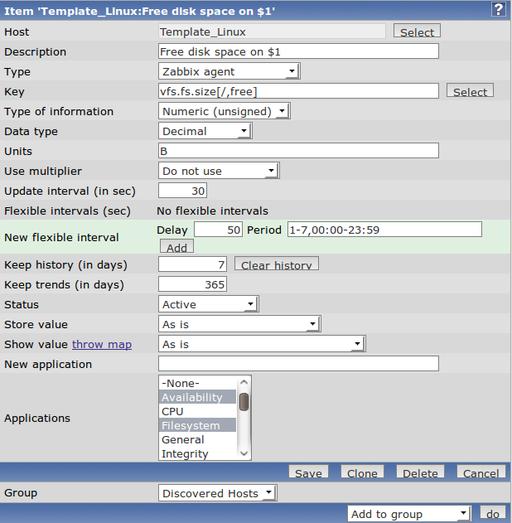 Item 'Template_Linux:Free disk space on $1' ?
Host Template_Linux Select
Description Free disk space on $1
Type Zabbix agent
Key vfs.fs.size[/,free] Select
Type of information Numeric (unsigned)
Data type Decimal
Units B
Use multiplier Do not use
Update interval (in sec) 30
Flexible intervals (sec) No flexible intervals
New flexible interval Delay 50 Period 1-7,00:00-23:59
Add
Keep history (in days) 7 Clear history
Keep trends (in days) 365
Status Active
Store value As is
Show value throw map As is
New application
Applications -None-
Availability
CPU
Filesystem
General
Integrity
Save Clone Delete Cancel
Group Discovered Hosts
Add to group do